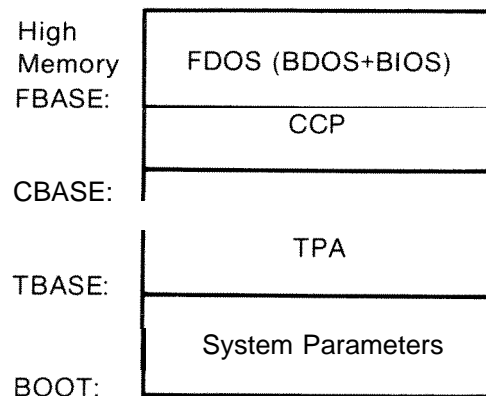 High
Memory
FDOS (BDOS+BIOS)
FBASE:
CCP
CBASE:
TPA
TBASE:
System Parameters
BOOT: